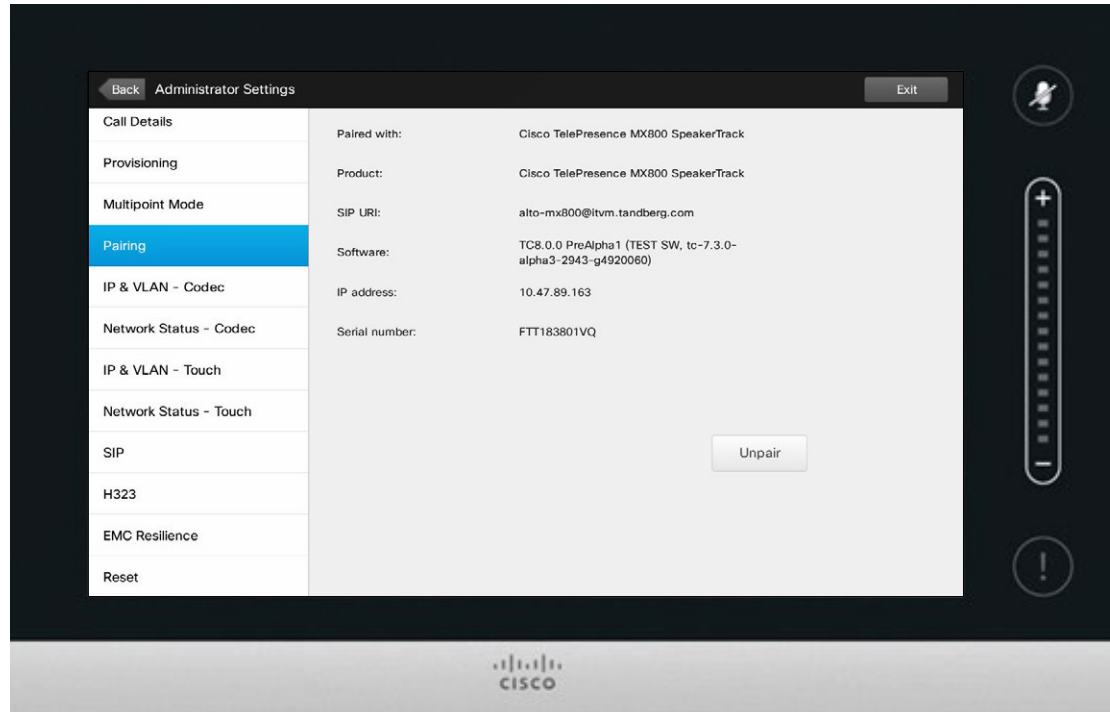 Back
Administrator Settings
Exit
Call Details
Provisioning
Multipoint Mode
Pairing
IP & VLAN - Codec
Network Status - Codec
IP & VLAN - Touch
Network Status - Touch
SIP
H323
EMC Resilience
Reset
Paired with:
Cisco TelePresence MX800 SpeakerTrack
Product:
Cisco TelePresence MX800 SpeakerTrack
SIP URI:
alto-mx800@itvm.tandberg.com
Software:
TC8.0.0 PreAlpha1 (TEST SW, tc-7.3.0-
alpha3-2943-g4920060)
IP address:
10.47.89.163
Serial number:
FTT183801VQ
Unpair
+
−
!
CISCO